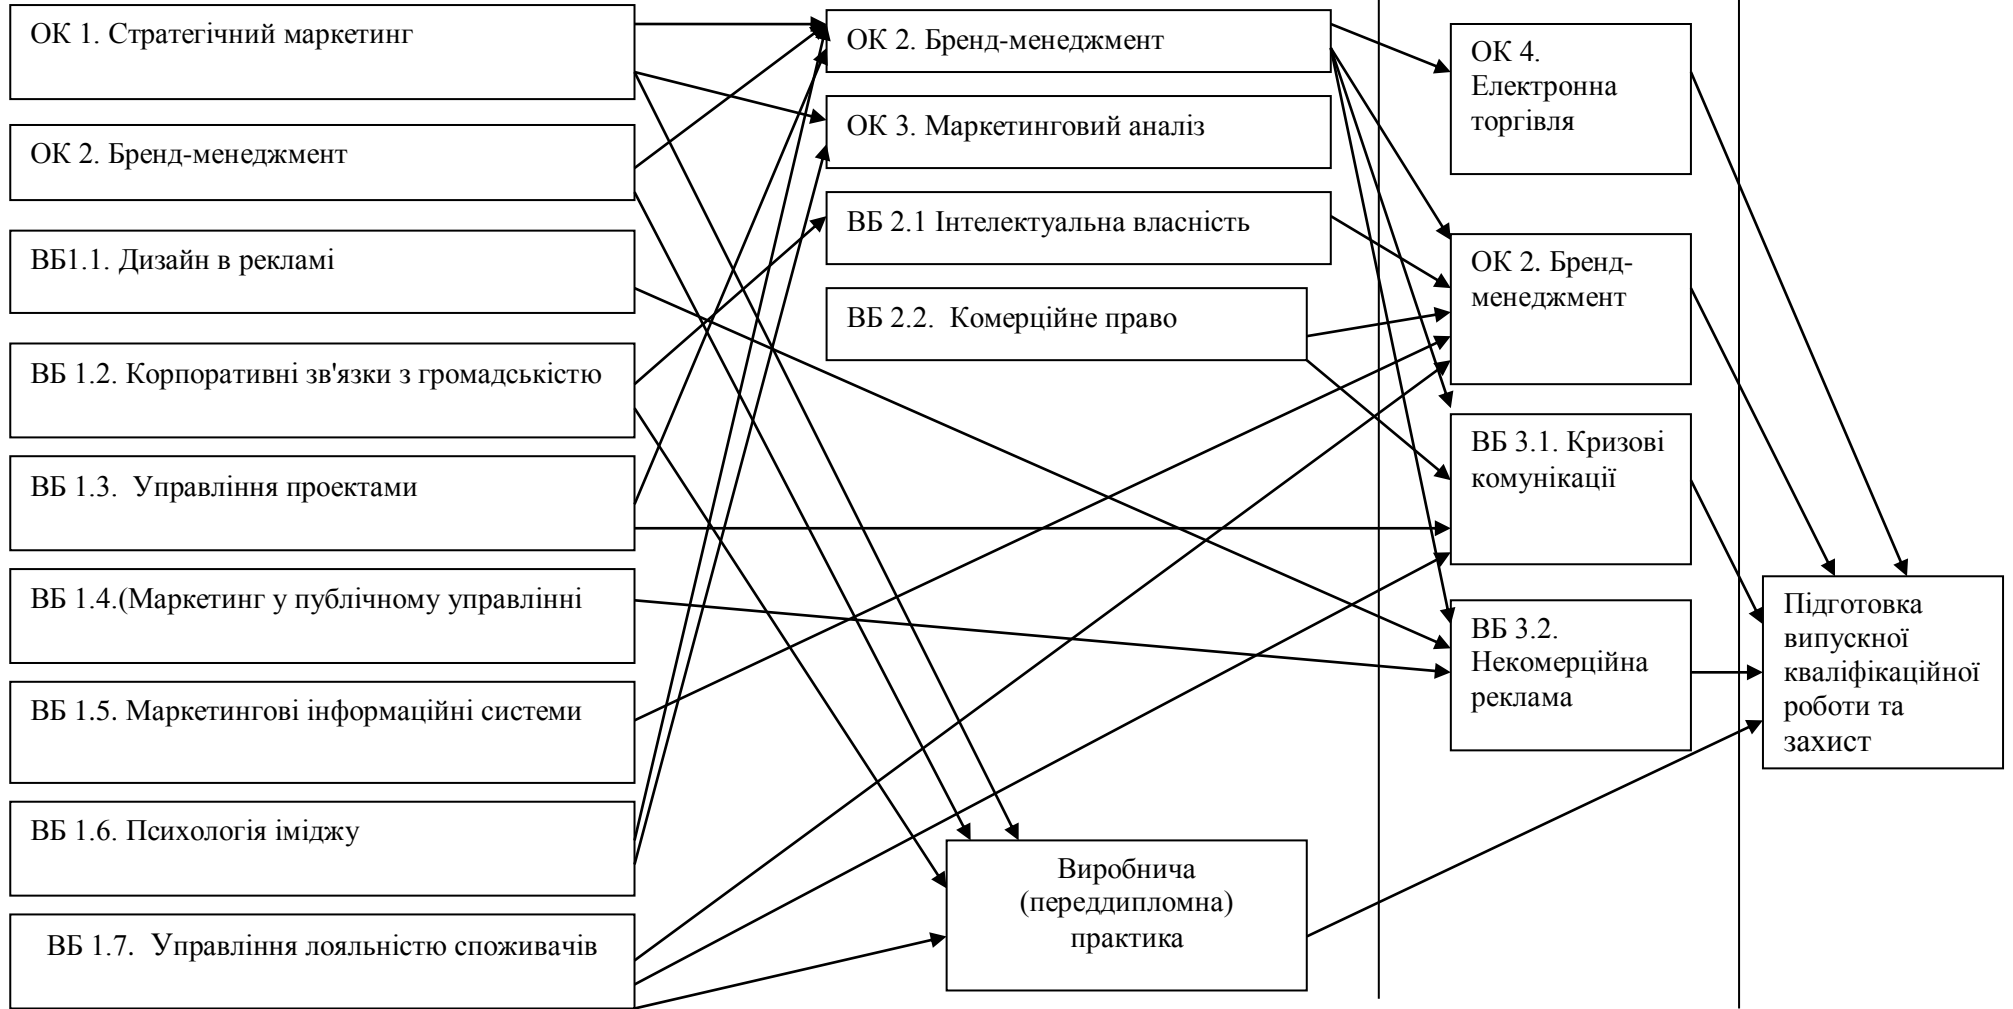 ОК 1. Стратегічний маркетинг
ОК 2. Бренд-менеджмент
ВБ1.1. Дизайн в рекламі
ВБ 1.2. Корпоративні зв'язки з громадськістю
ВБ 1.3.  Управління проектами
ВБ 1.4.(Маркетинг у публічному управлінні
ВБ 1.5. Маркетингові інформаційні системи
ВБ 1.6. Психологія іміджу
ВБ 1.7.  Управління лояльністю споживачів
ОК 2. Бренд-менеджмент
ОК 3. Маркетинговий аналіз
ВБ 2.1 Інтелектуальна власність
ВБ 2.2.  Комерційне право
Виробнича
(переддипломна)
практика
ОК 4.
Електронна
торгівля
ОК 2. Бренд-
менеджмент
ВБ 3.1. Кризові
комунікації
ВБ 3.2.
Некомерційна
реклама
Підготовка
випускної
кваліфікаційної
роботи та
захист